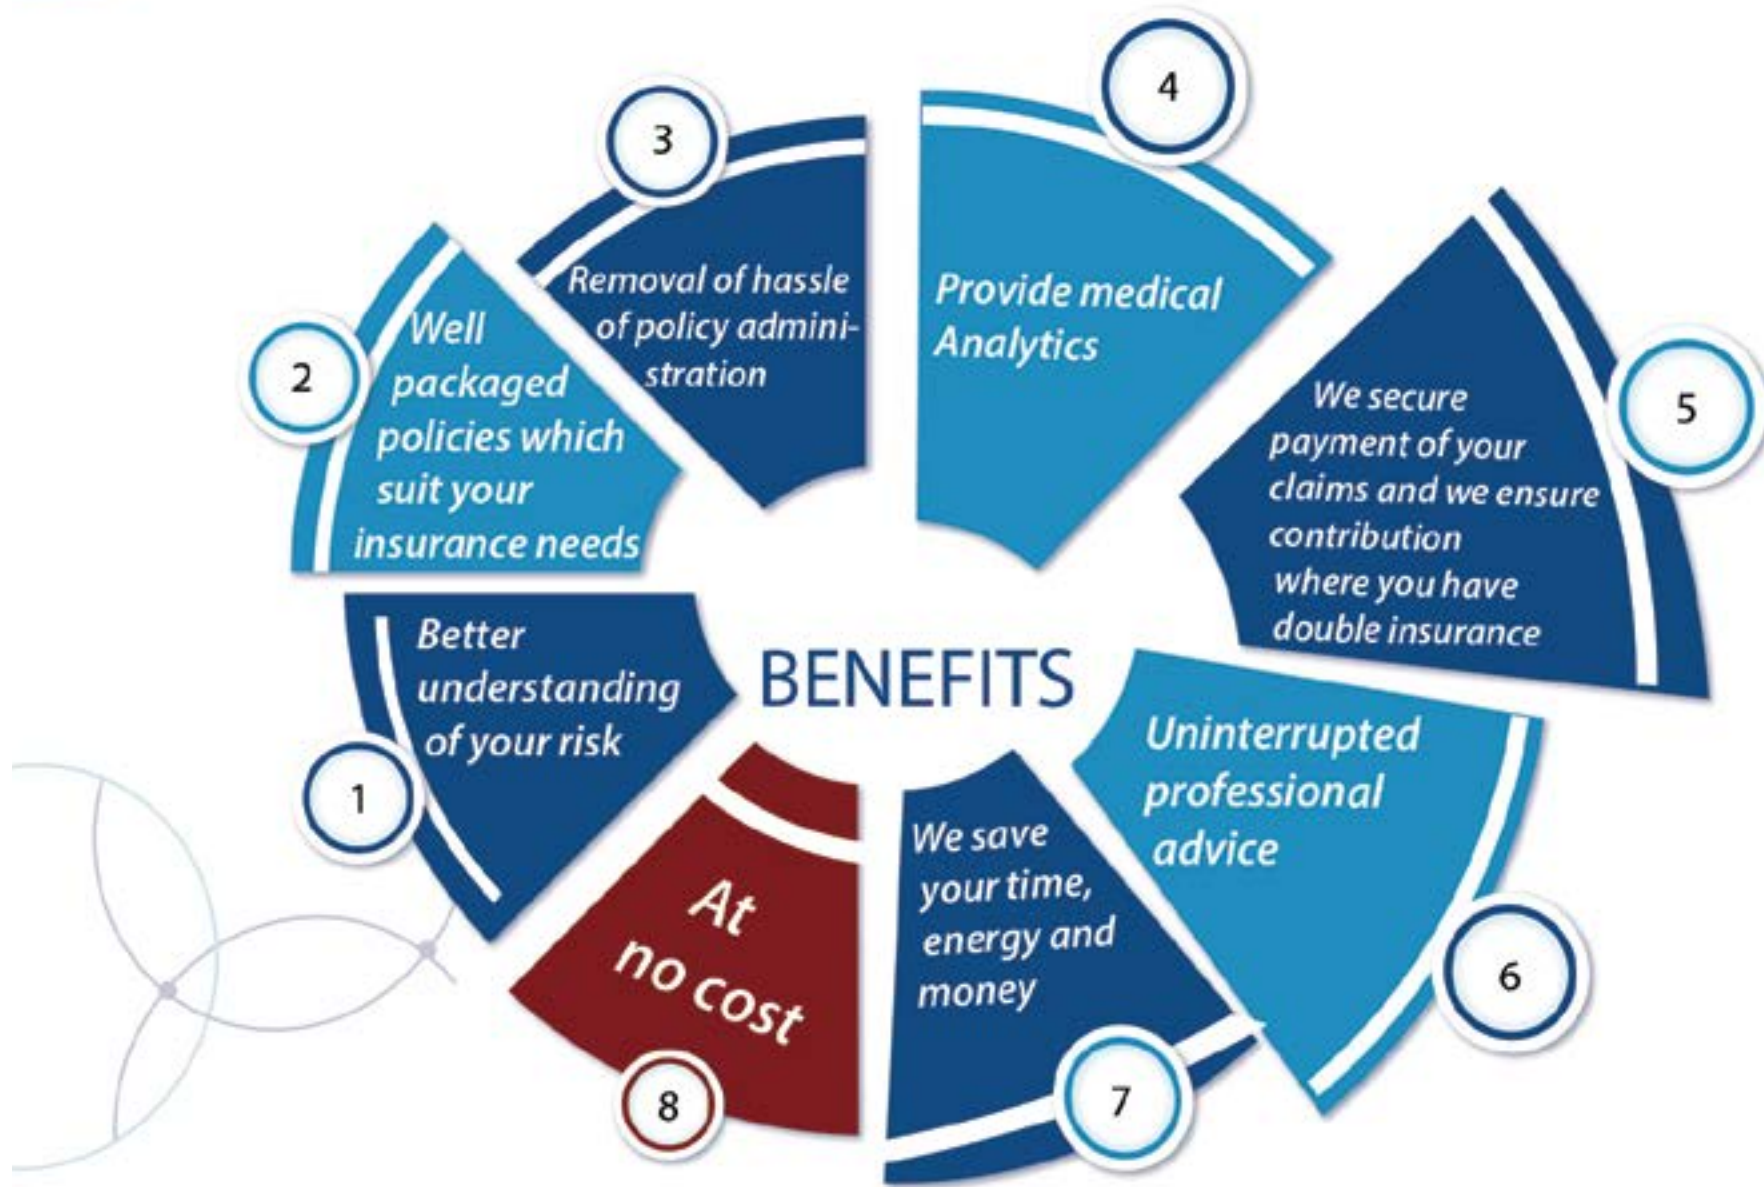 BENEFITS
1
Better
understanding
of your risk
2
Well
packaged
policies which
suit your
insurance needs
3
Removal of hassle
of policy admini-
stration
4
Provide medical
Analytics
5
We secure
payment of your
claims and we ensure
contribution
where you have
double insurance
6
Uninterrupted
professional
advice
7
We save
your time,
energy and
money
8
At
no cost